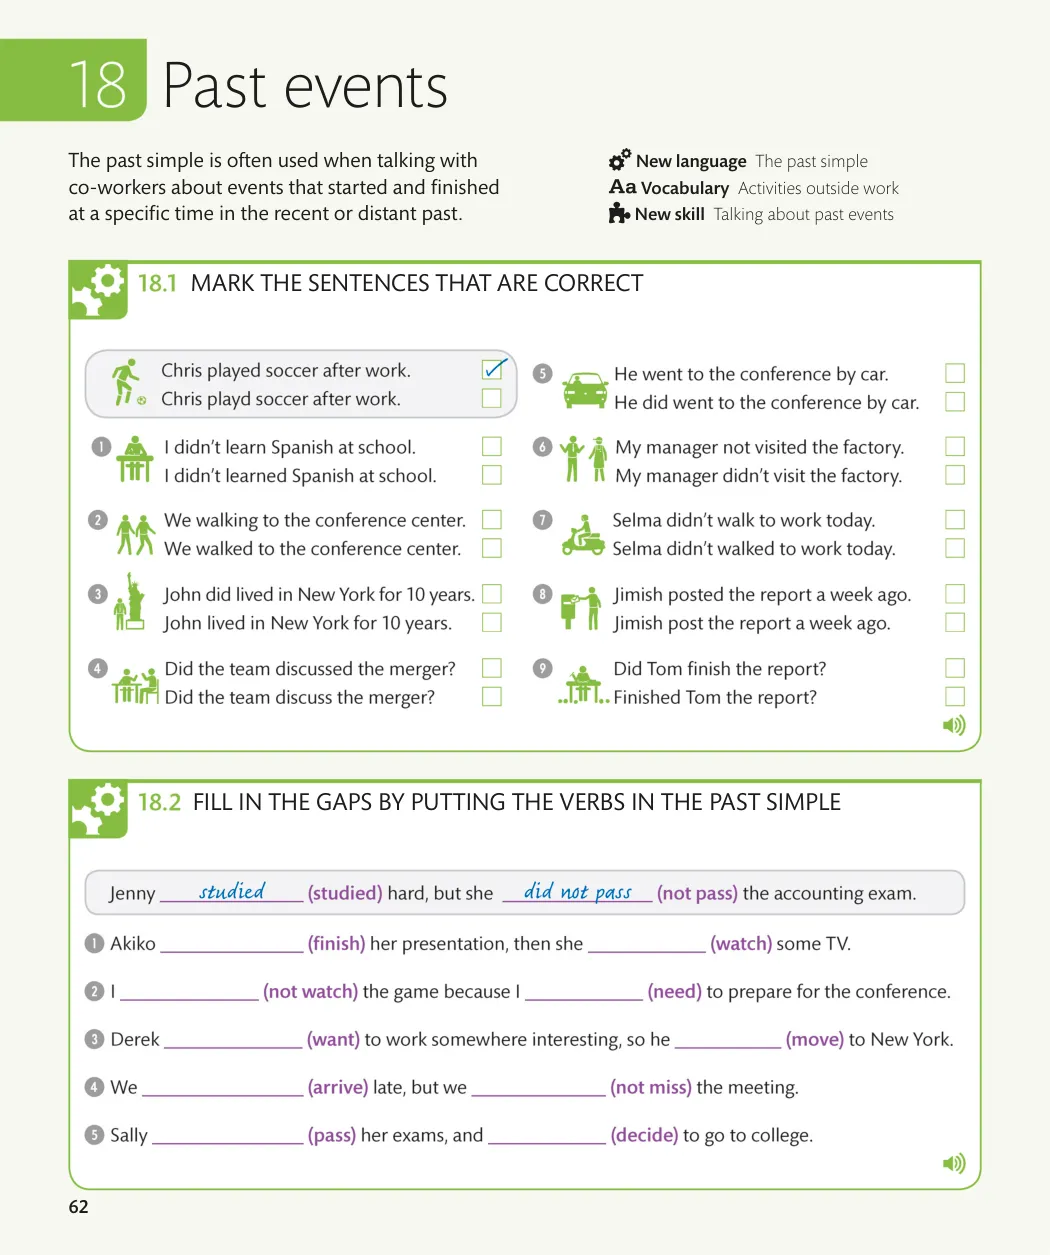 18 Past events
The past simple is often used when talking with
co-workers about events that started and finished
at a specific time in the recent or distant past.
New language The past simple
Aa Vocabulary Activities outside work
New skill Talking about past events
18.1 MARK THE SENTENCES THAT ARE CORRECT
Chris played soccer after work.
Chris playd soccer after work.
1 I didn't learn Spanish at school.
I didn't learned Spanish at school.
2 We walking to the conference center.
We walked to the conference center.
3 John did lived in New York for 10 years.
John lived in New York for 10 years.
4 Did the team discussed the merger?
Did the team discuss the merger?
5 He went to the conference by car.
He did went to the conference by car.
6 My manager not visited the factory.
My manager didn't visit the factory.
7 Selma didn't walk to work today.
Selma didn't walked to work today.
8 Jimish posted the report a week ago.
Jimish post the report a week ago.
9 Did Tom finish the report?
Finished Tom the report?
18.2 FILL IN THE GAPS BY PUTTING THE VERBS IN THE PAST SIMPLE
Jenny studied (studied) hard, but she did not pass (not pass) the accounting exam.
1 Akiko ____________ (finish) her presentation, then she ____________ (watch) some TV.
2 I ____________ (not watch) the game because I ____________ (need) to prepare for the conference.
3 Derek ____________ (want) to work somewhere interesting, so he ____________ (move) to New York.
4 We ____________ (arrive) late, but we ____________ (not miss) the meeting.
5 Sally ____________ (pass) her exams, and ____________ (decide) to go to college.
62